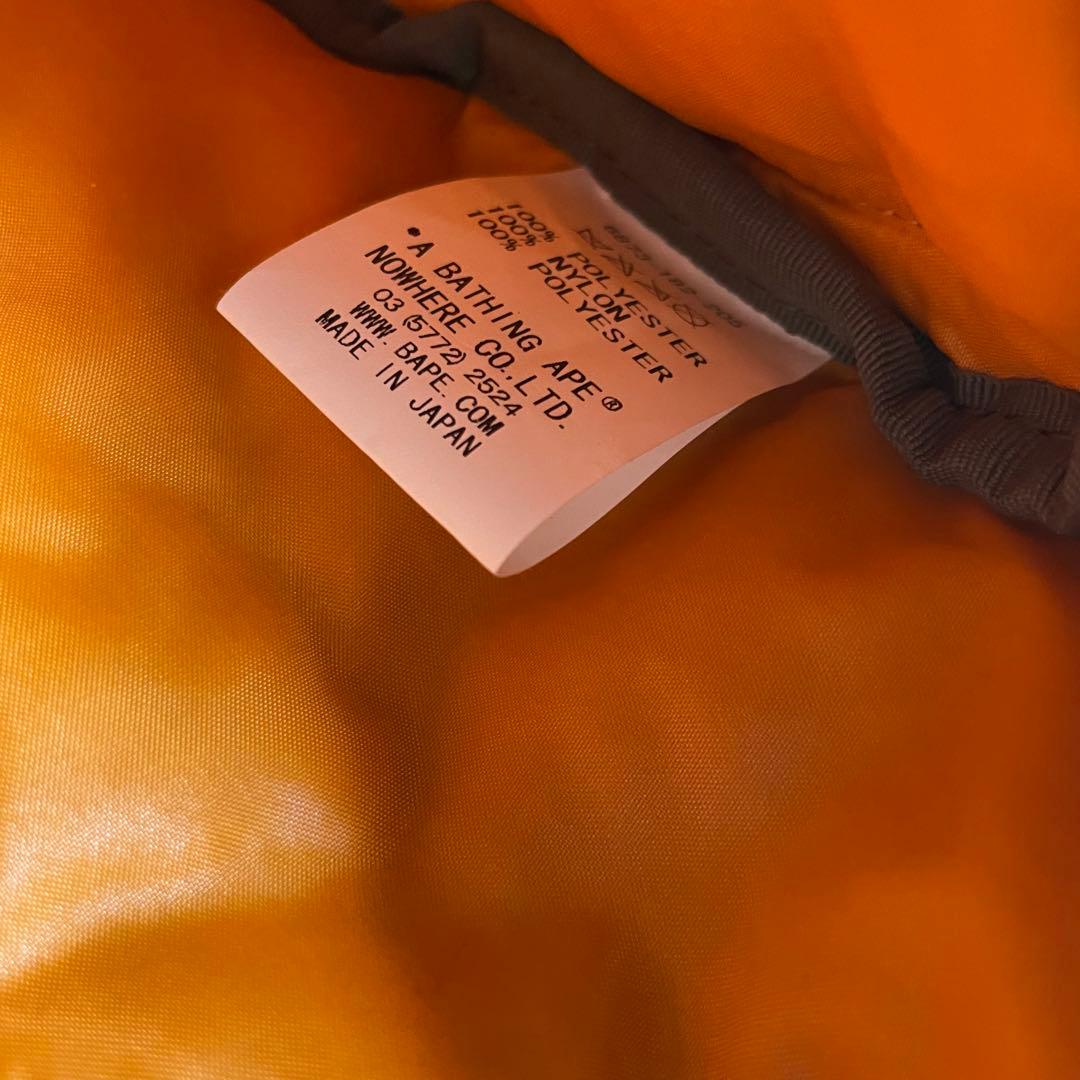 100% POLYESTER
100% NYLON
100% POLYESTER
•A BATHING APE®
NOWHERE CO,LTD.
03 (5772) 2524
WWW.BAPE.COM
MADE IN JAPAN